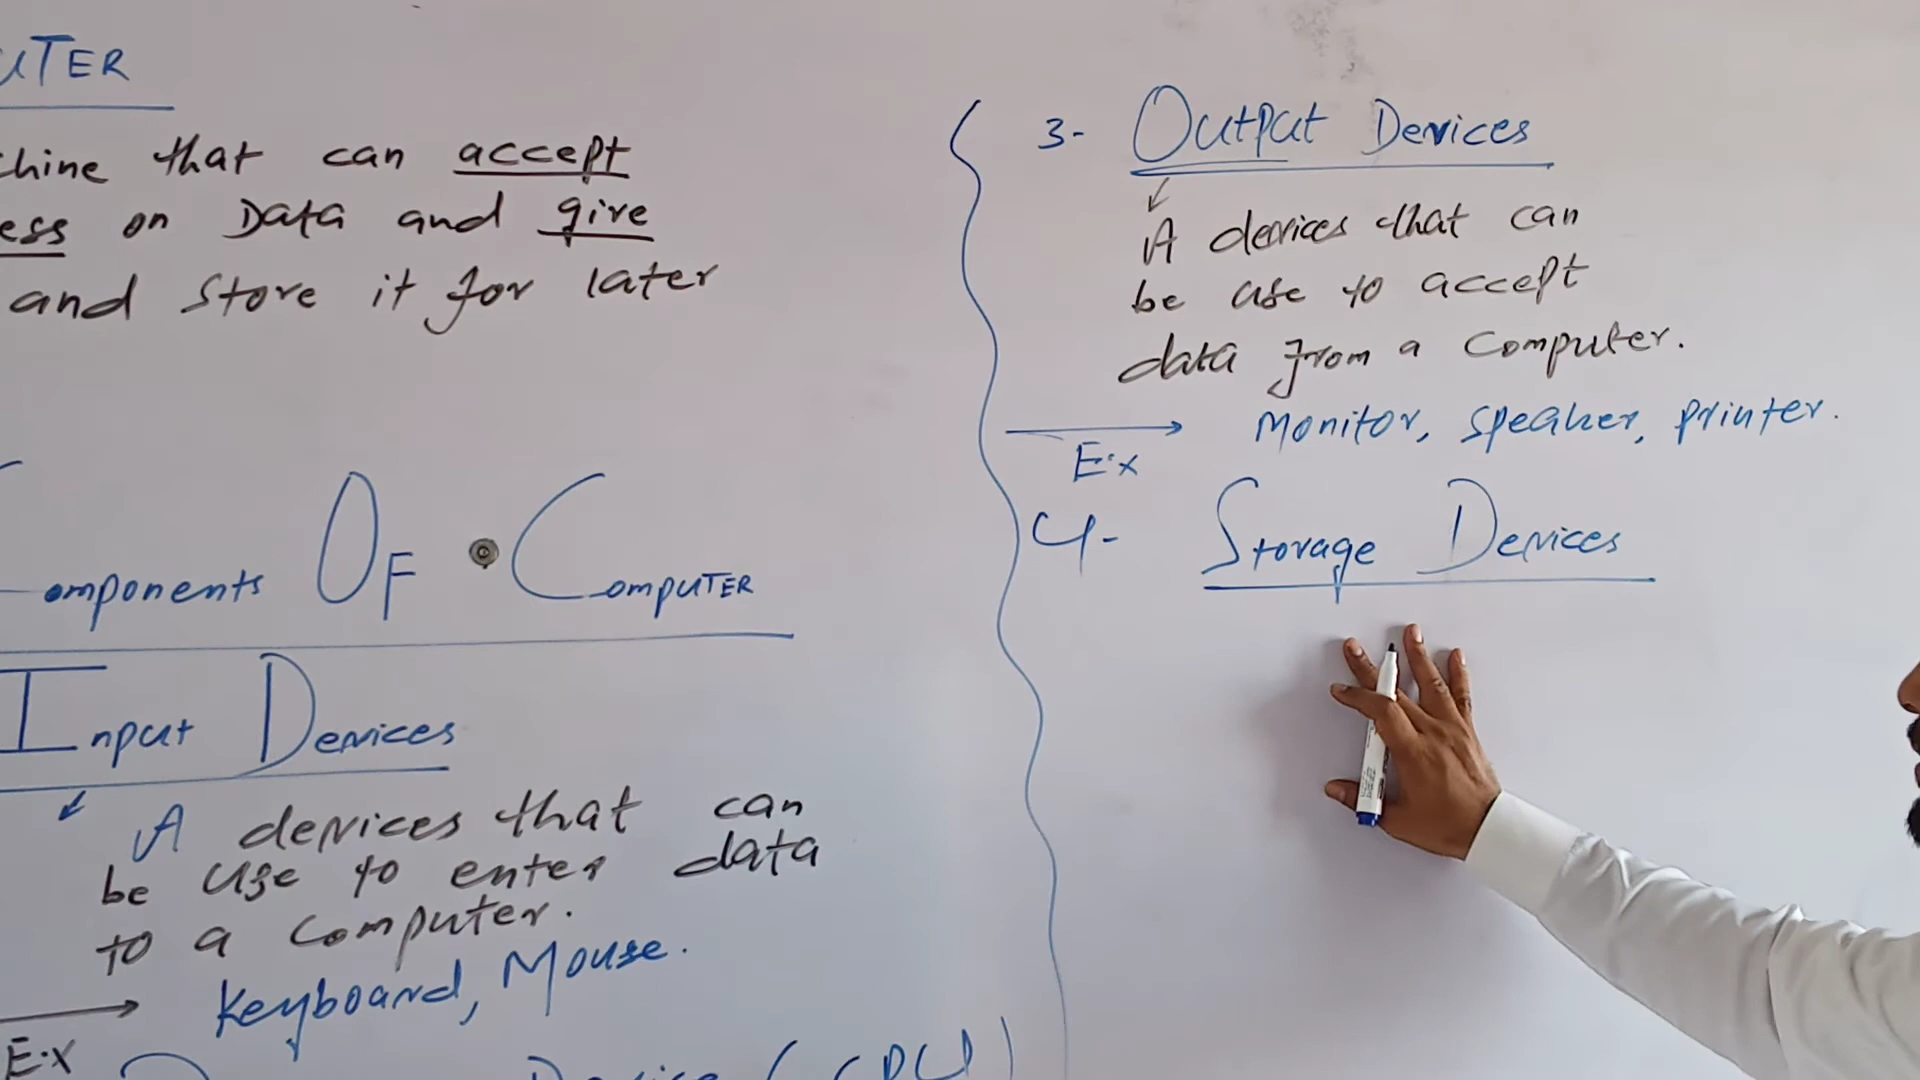 UTER
chine that can accept
ess on Data and give
and store it for later
Components OF COMPUTER
Input Devices
A devices that can
be use to enter data
to a Computer.
E.x
Keyboard, Mouse.
3- Output Devices
A devices that can
be use to accept
data from a Computer.
E.x
Monitor, speaker, printer.
4- Storage Devices